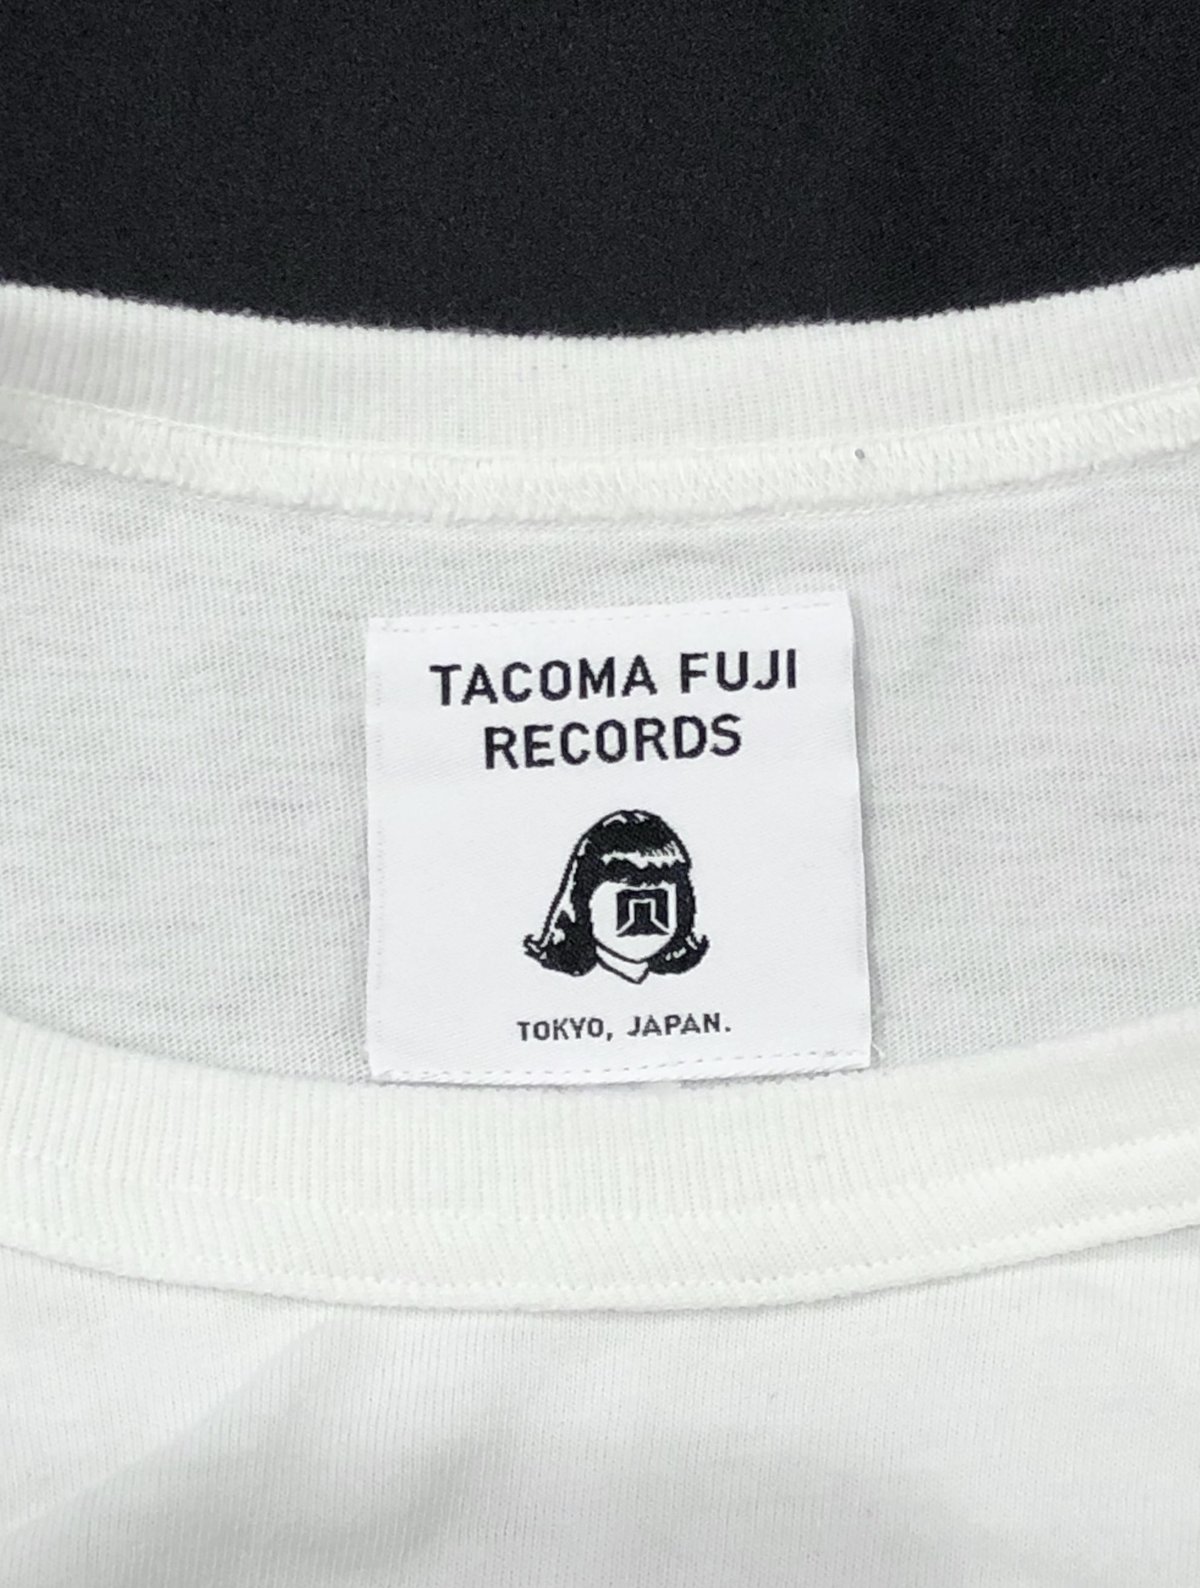 TACOMA FUJI
RECORDS
TOKYO, JAPAN.